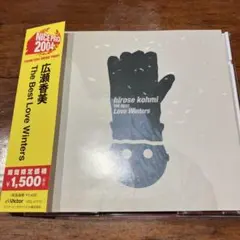 NICE PRICE
2004
広瀬香美
The Best Love Winters
期間限定価格
¥1,500
Victor
hirose kohmi
THE BEST
Love Winters